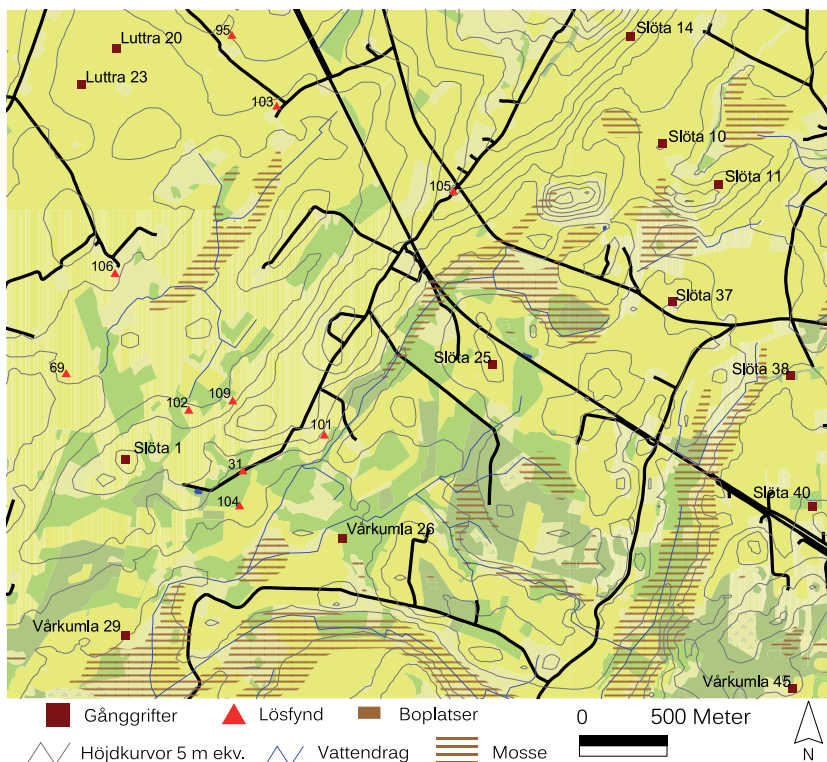 95
Luttra 20
Slöta 14
Luttra 23
103
Slöta 10
105
Slöta 11
106
Slöta 37
69
Slöta 25
Slöta 38
102
109
101
Slöta 1
31
104
Slöta 40
Vårkumla 26
Vårkumla 29
Vårkumla 45
Gånggrifter
Lösfynd
Boplatser
0 500 Meter
Höjdkurvor 5 m ekv.
Vattendrag
Mosse
N